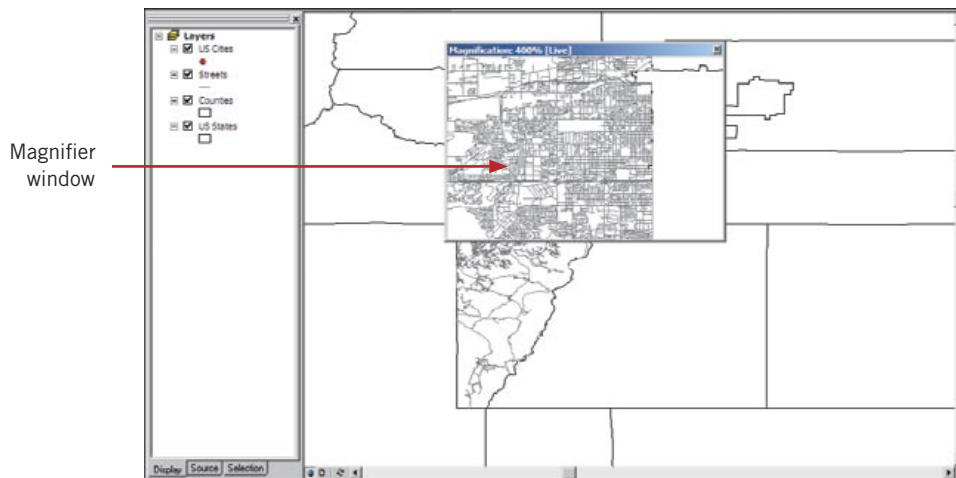 Magnifier
window
Layers
US Cities
Streets
Counties
US States
Magnification: 400% [Live]
Display Source Selection